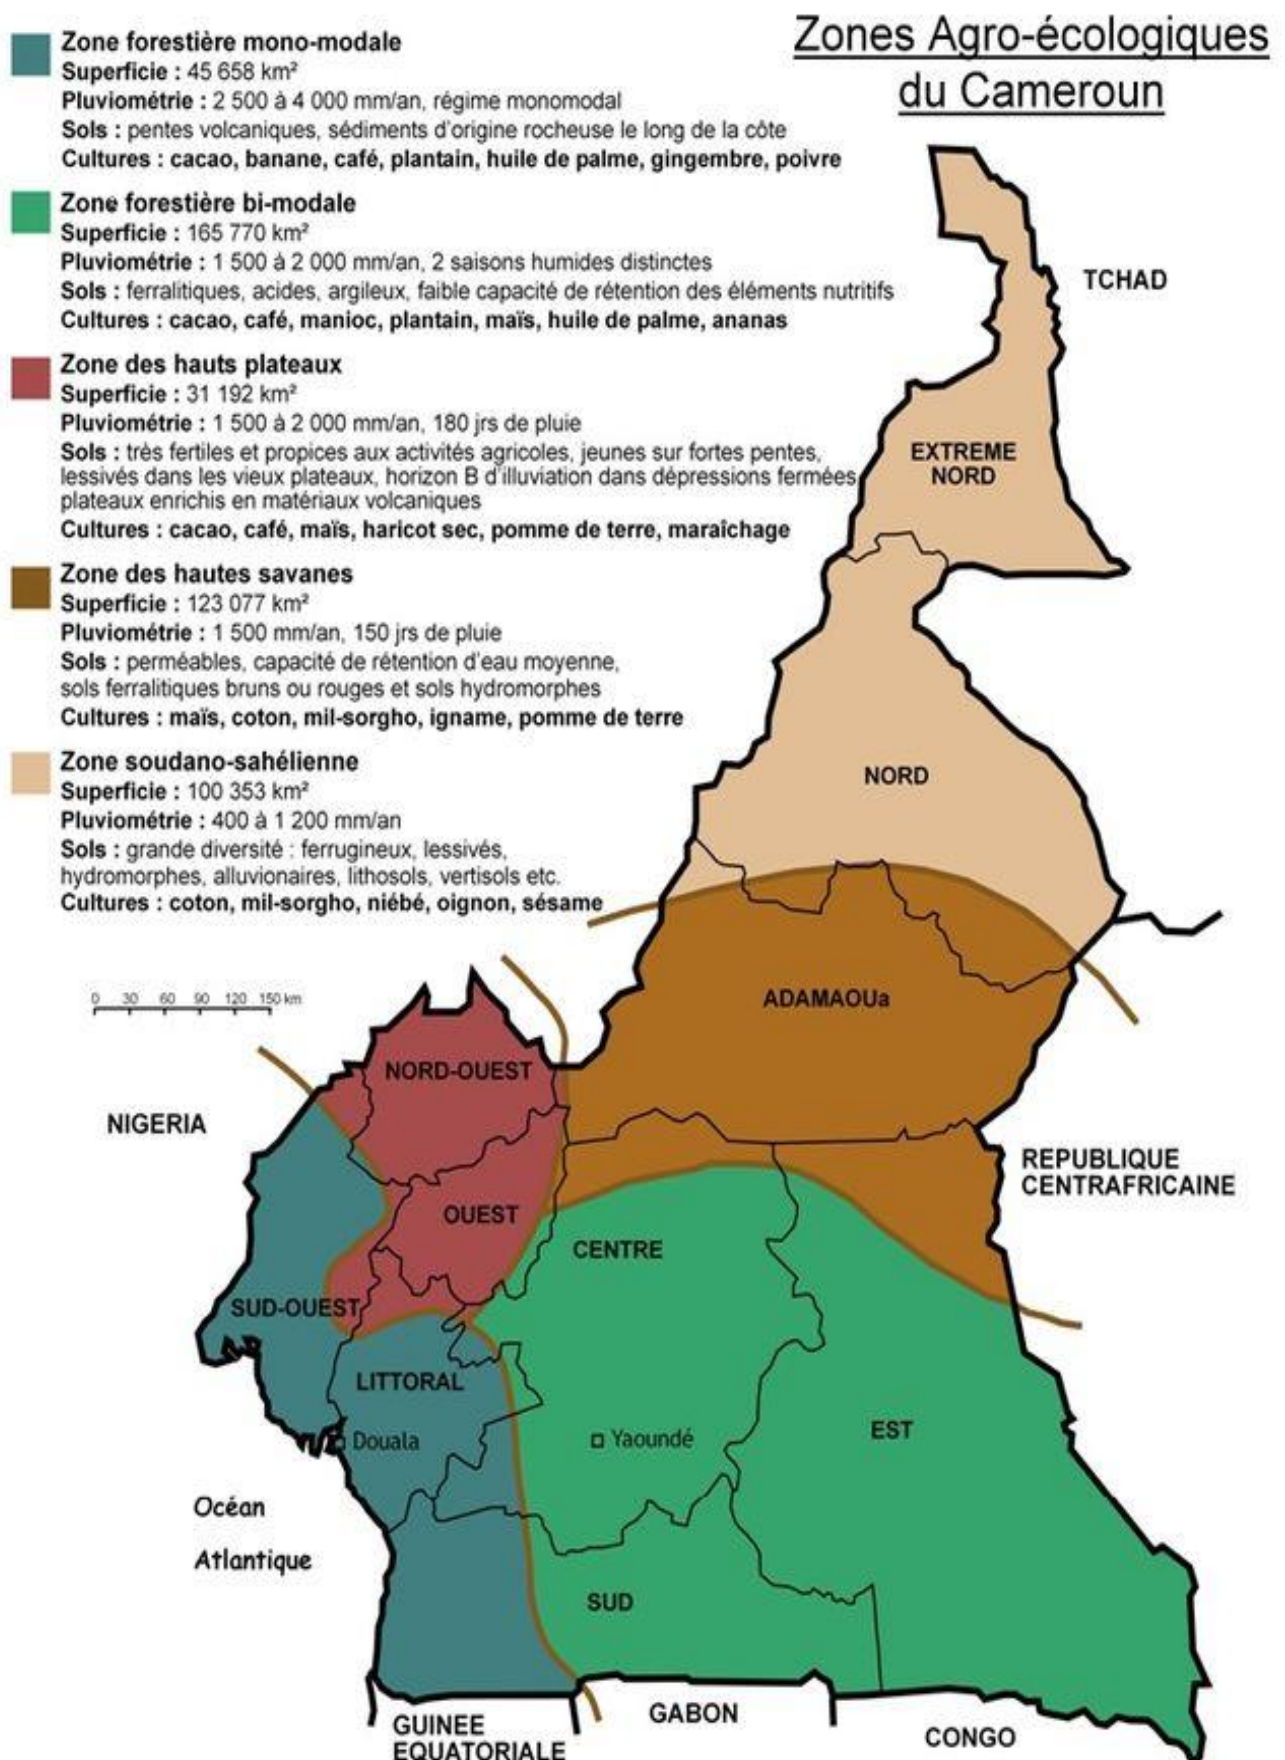 Zones Agro-écologiques
du Cameroun
Zone forestière mono-modale
Superficie : 45 658 km²
Pluviométrie : 2 500 à 4 000 mm/an, régime monomodal
Sols : pentes volcaniques, sédiments d'origine rocheuse le long de la côte
Cultures : cacao, banane, café, plantain, huile de palme, gingembre, poivre
Zone forestière bi-modale
Superficie : 165 770 km²
Pluviométrie : 1 500 à 2 000 mm/an, 2 saisons humides distinctes
Sols : ferralitiques, acides, argileux, faible capacité de rétention des éléments nutritifs
Cultures : cacao, café, manioc, plantain, maïs, huile de palme, ananas
Zone des hauts plateaux
Superficie : 31 192 km²
Pluviométrie : 1 500 à 2 000 mm/an, 180 jrs de pluie
Sols : très fertiles et propices aux activités agricoles, jeunes sur fortes pentes,
lessivés dans les vieux plateaux, horizon B d'illuviation dans dépressions fermées
plateaux enrichis en matériaux volcaniques
Cultures : cacao, café, maïs, haricot sec, pomme de terre, maraîchage
Zone des hautes savanes
Superficie : 123 077 km²
Pluviométrie : 1 500 mm/an, 150 jrs de pluie
Sols : perméables, capacité de rétention d'eau moyenne,
sols ferralitiques bruns ou rouges et sols hydromorphes
Cultures : maïs, coton, mil-sorgho, igname, pomme de terre
Zone soudano-sahélienne
Superficie : 100 353 km²
Pluviométrie : 400 à 1 200 mm/an
Sols : grande diversité : ferrugineux, lessivés,
hydromorphes, alluvionaires, lithosols, vertisols etc.
Cultures : coton, mil-sorgho, niébé, oignon, sésame
0 30 60 90 120 150 km
TCHAD
EXTREME
NORD
NORD
ADAMAOUa
NORD-OUEST
NIGERIA
REPUBLIQUE
CENTRAFRICAINE
OUEST
CENTRE
SUD-OUEST
LITTORAL
EST
Douala
Yaoundé
Océan
Atlantique
SUD
GABON
GUINEE
EQUATORIALE
CONGO